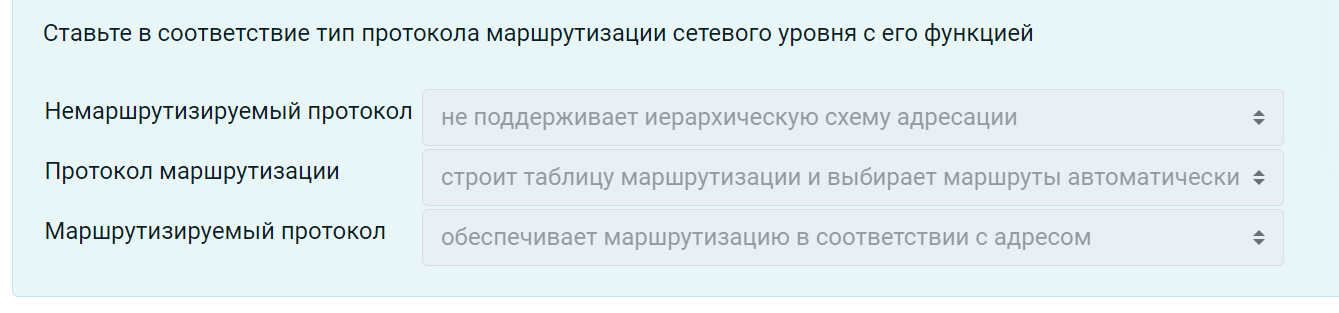 Ставьте в соответствие тип протокола маршрутизации сетевого уровня с его функцией
Немаршрутизируемый протокол не поддерживает иерархическую схему адресации
Протокол маршрутизации строит таблицу маршрутизации и выбирает маршруты автоматически
Маршрутизируемый протокол обеспечивает маршрутизацию в соответствии с адресом